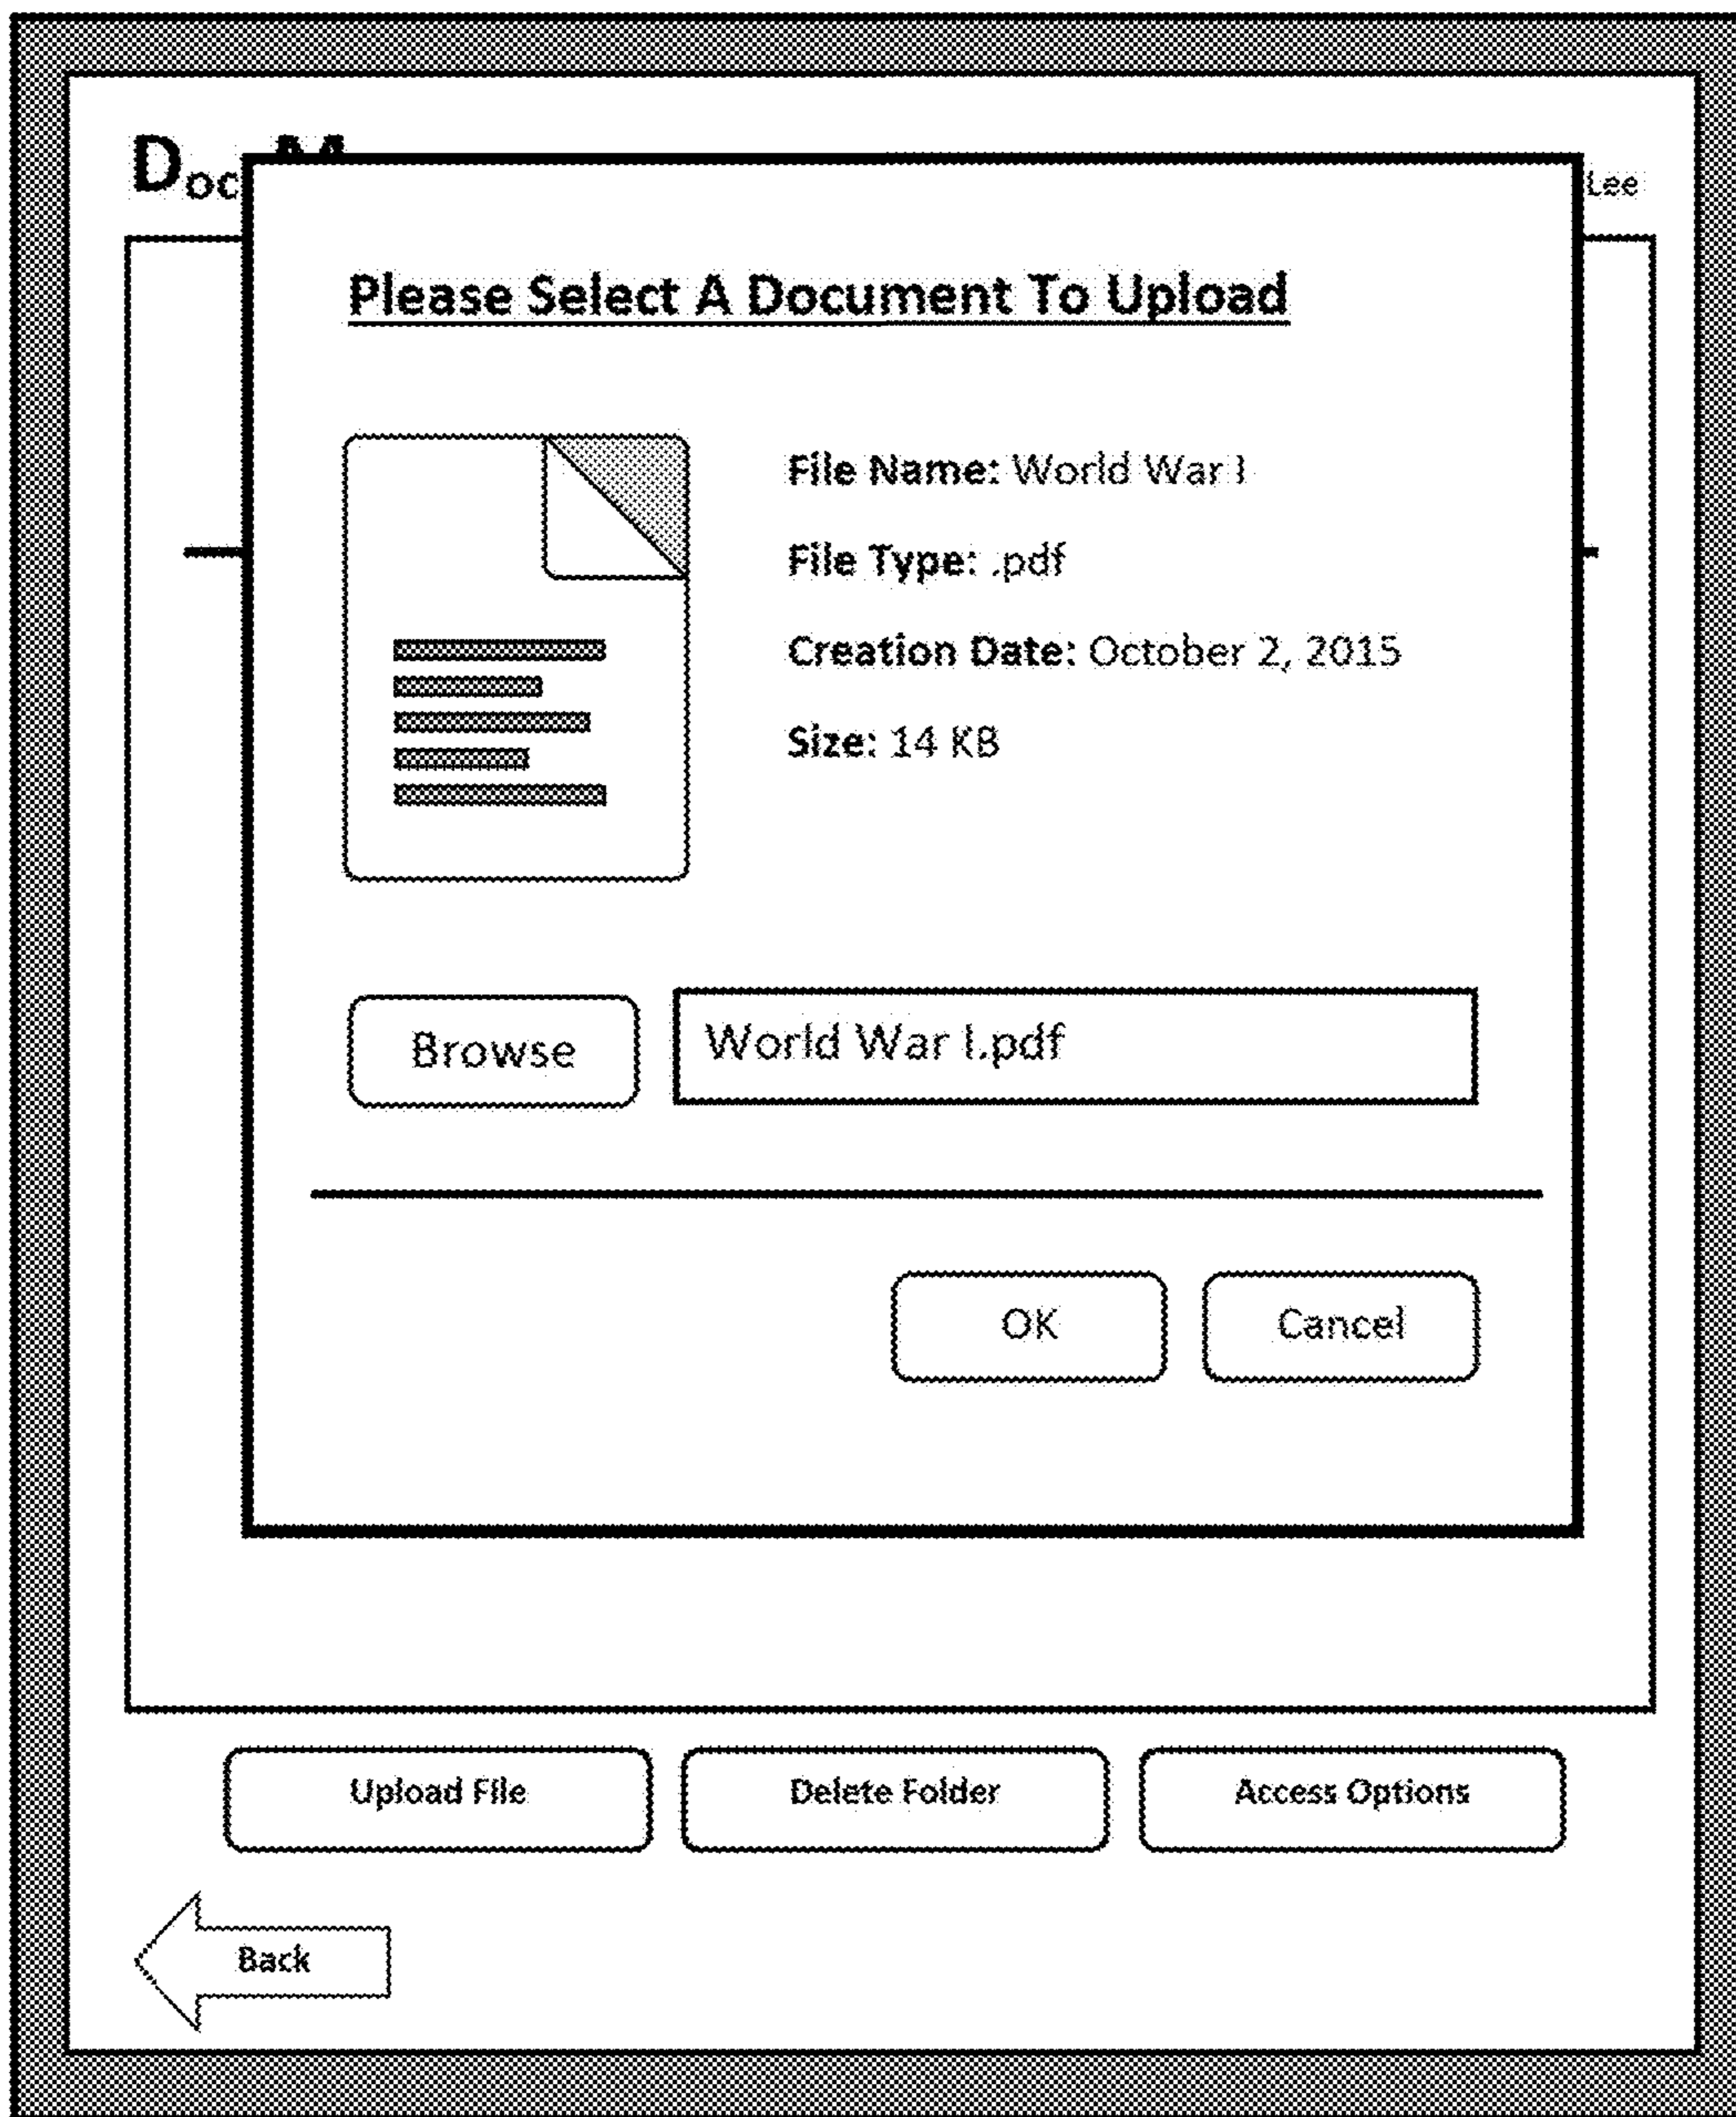 Doc M
Lee
Please Select A Document To Upload
File Name: World War I
File Type: .pdf
Creation Date: October 2, 2015
Size: 14 KB
Browse
World War I.pdf
OK
Cancel
Upload File
Delete Folder
Access Options
Back